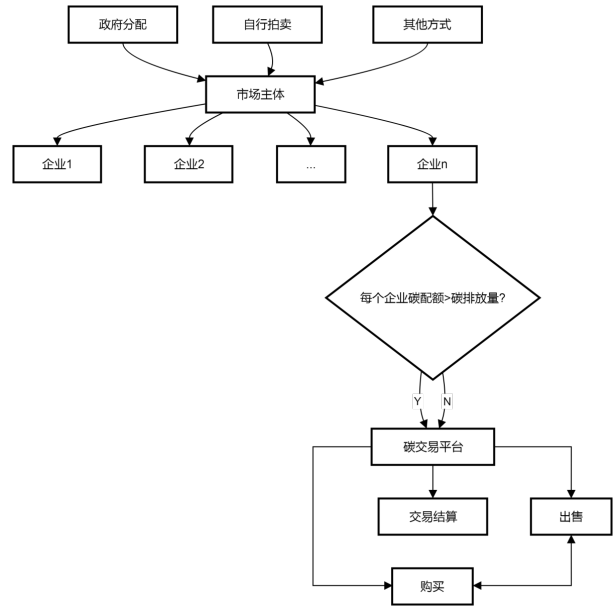 政府分配
自行拍卖
其他方式
市场主体
企业1
企业2
...
企业n
每个企业碳配额>碳排放量?
Y
N
碳交易平台
交易结算
出售
购买